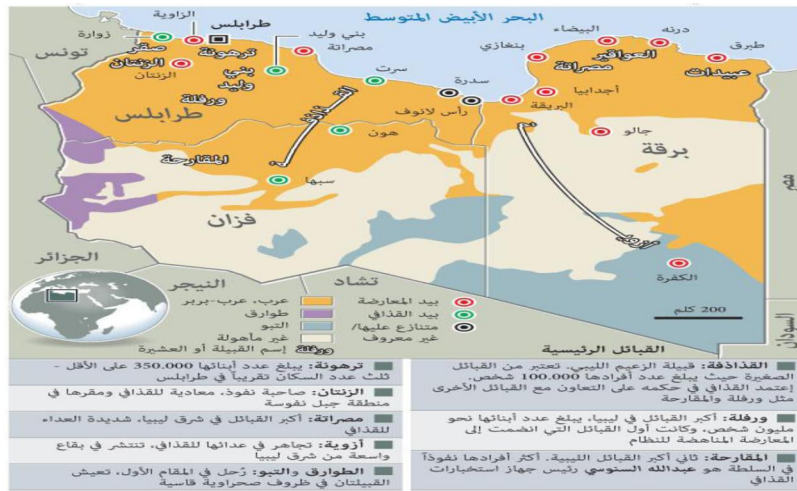 البحر الأبيض المتوسط
تونس
زوارة
الزاوية
طرابلس
صقر
ترهونة
الزنتان
الزنتان
بني وليد
مصراتة
بني
وليد
ورفلة
طرابلس
القذاذفة
سرت
سدرة
رأس لانوف
هون
المقارحة
سبها
فزان
بنغازي
البيضاء
درنه
طبرق
العواقير
مصراتة
عبيدات
أجدابيا
البريقة
جالو
برقة
الكفرة
مصر
السودان
الجزائر
النيجر
تشاد
200 كلم
عرب، عرب-بربر
طوارق
التبو
غير مأهولة
ورفلة إسم القبيلة أو العشيرة
بيد المعارضة
بيد القذافي
متنازع عليها/
غير معروف
القبائل الرئيسية
القذاذفة: قبيلة الزعيم الليبي، تعتبر من القبائل
الصغيرة حيث يبلغ عدد أفرادها 100.000 شخص.
إعتمد القذافي في حكمه على التعاون مع القبائل الأخرى
مثل ورفلة والمقارحة
ورفلة: أكبر القبائل في ليبيا، يبلغ عدد أبنائها نحو
مليون شخص، وكانت أول القبائل التي انضمت إلى
المعارضة المناهضة للنظام
المقارحة: ثاني أكبر القبائل الليبية. أكثر أفرادها نفوذاً
في السلطة هو عبدالله السنوسي رئيس جهاز استخبارات
القذافي
ترهونة: يبلغ عدد أبنائها 350.000 على الأقل -
ثلث عدد السكان تقريباً في طرابلس
الزنتان: صاحبة نفوذ، معادية للقذافي ومقرها في
منطقة جبل نفوسة
مصراتة: أكبر القبائل في شرق ليبيا، شديدة العداء
للقذافي
أزوية: تجاهر في عدائها للقذافي، تنتشر في بقاع
واسعة من شرق ليبيا
الطوارق والتبو: رُحل في المقام الأول، تعيش
القبيلتان في ظروف صحراوية قاسية